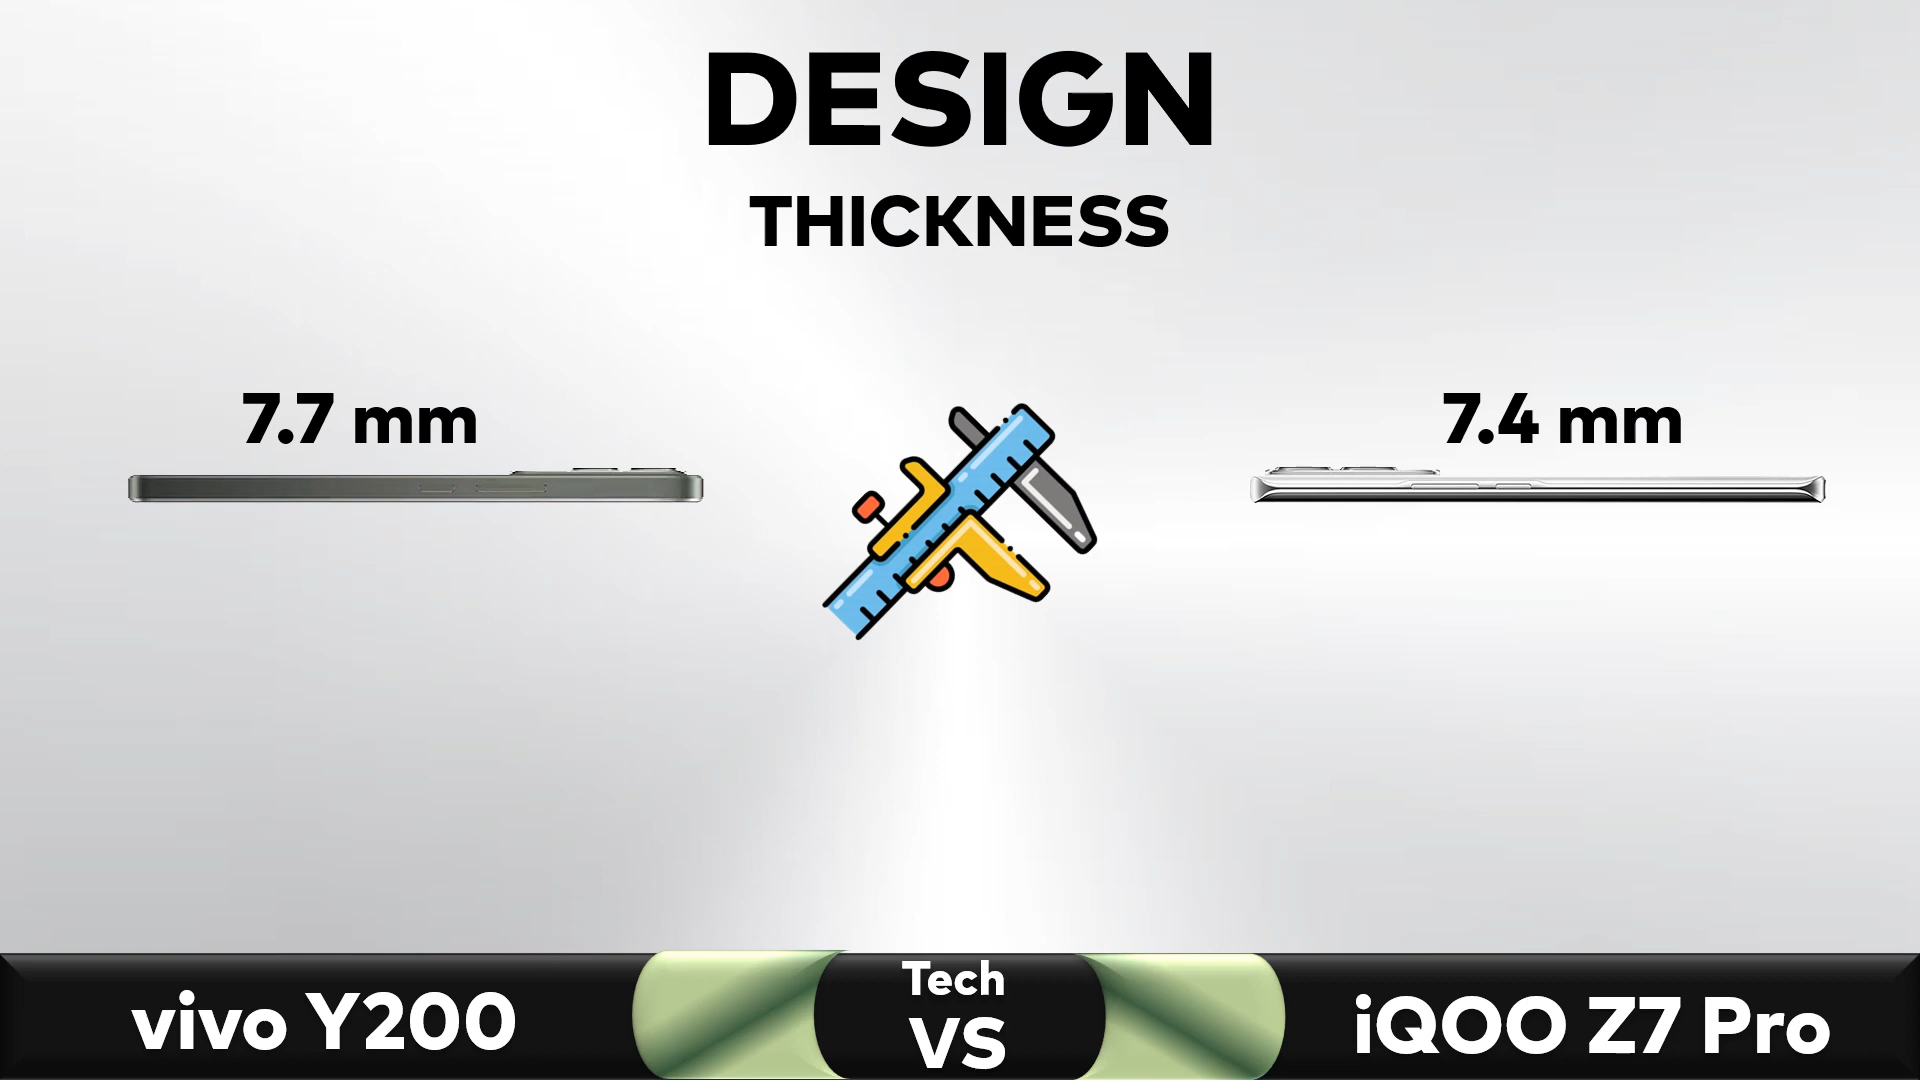 DESIGN
THICKNESS
7.7 mm
7.4 mm
vivo Y200
Tech
VS
iQOO Z7 Pro